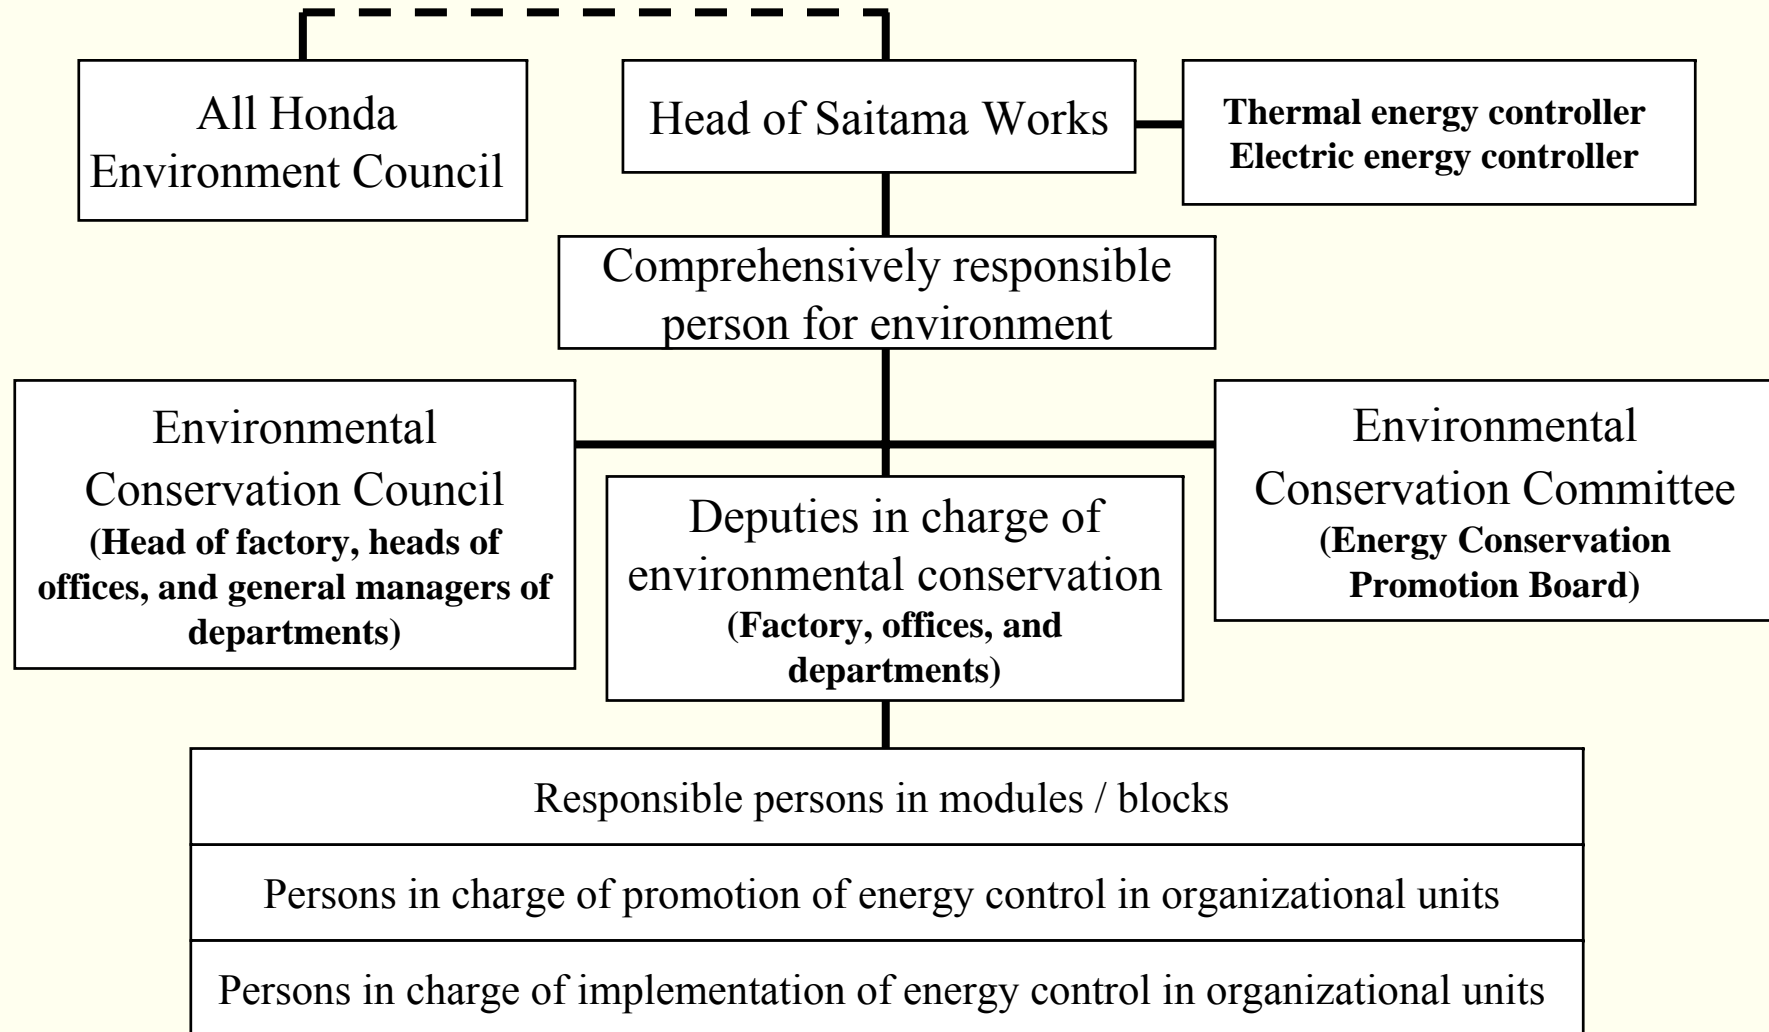 All Honda
Environment Council
Head of Saitama Works
Thermal energy controller
Electric energy controller
Comprehensively responsible
person for environment
Environmental
Conservation Council
(Head of factory, heads of
offices, and general managers of
departments)
Deputies in charge of
environmental conservation
(Factory, offices, and
departments)
Environmental
Conservation Committee
(Energy Conservation
Promotion Board)
Responsible persons in modules / blocks
Persons in charge of promotion of energy control in organizational units
Persons in charge of implementation of energy control in organizational units